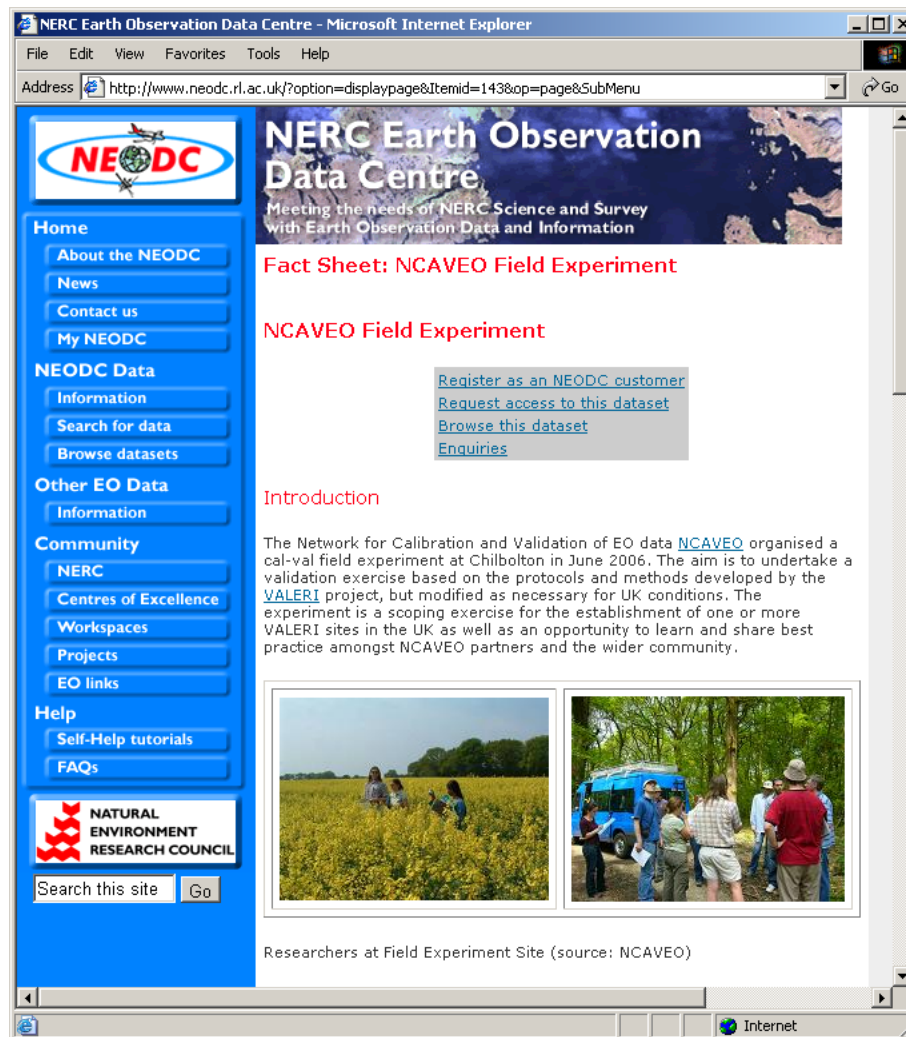 NERC Earth Observation Data Centre - Microsoft Internet Explorer
File Edit View Favorites Tools Help
Address http://www.neodc.rl.ac.uk/?option=displaypage&Itemid=143&op=page&SubMenu Go
NEODC
Home
About the NEODC
News
Contact us
My NEODC
NEODC Data
Information
Search for data
Browse datasets
Other EO Data
Information
Community
NERC
Centres of Excellence
Workspaces
Projects
EO links
Help
Self-Help tutorials
FAQs
NATURAL
ENVIRONMENT
RESEARCH COUNCIL
Search this site Go
NERC Earth Observation
Data Centre
Meeting the needs of NERC Science and Survey
with Earth Observation Data and Information
Fact Sheet: NCAVEO Field Experiment
NCAVEO Field Experiment
Register as an NEODC customer
Request access to this dataset
Browse this dataset
Enquiries
Introduction
The Network for Calibration and Validation of EO data NCAVEO organised a
cal-val field experiment at Chilbolton in June 2006. The aim is to undertake a
validation exercise based on the protocols and methods developed by the
VALERI project, but modified as necessary for UK conditions. The
experiment is a scoping exercise for the establishment of one or more
VALERI sites in the UK as well as an opportunity to learn and share best
practice amongst NCAVEO partners and the wider community.
Researchers at Field Experiment Site (source: NCAVEO)
Internet